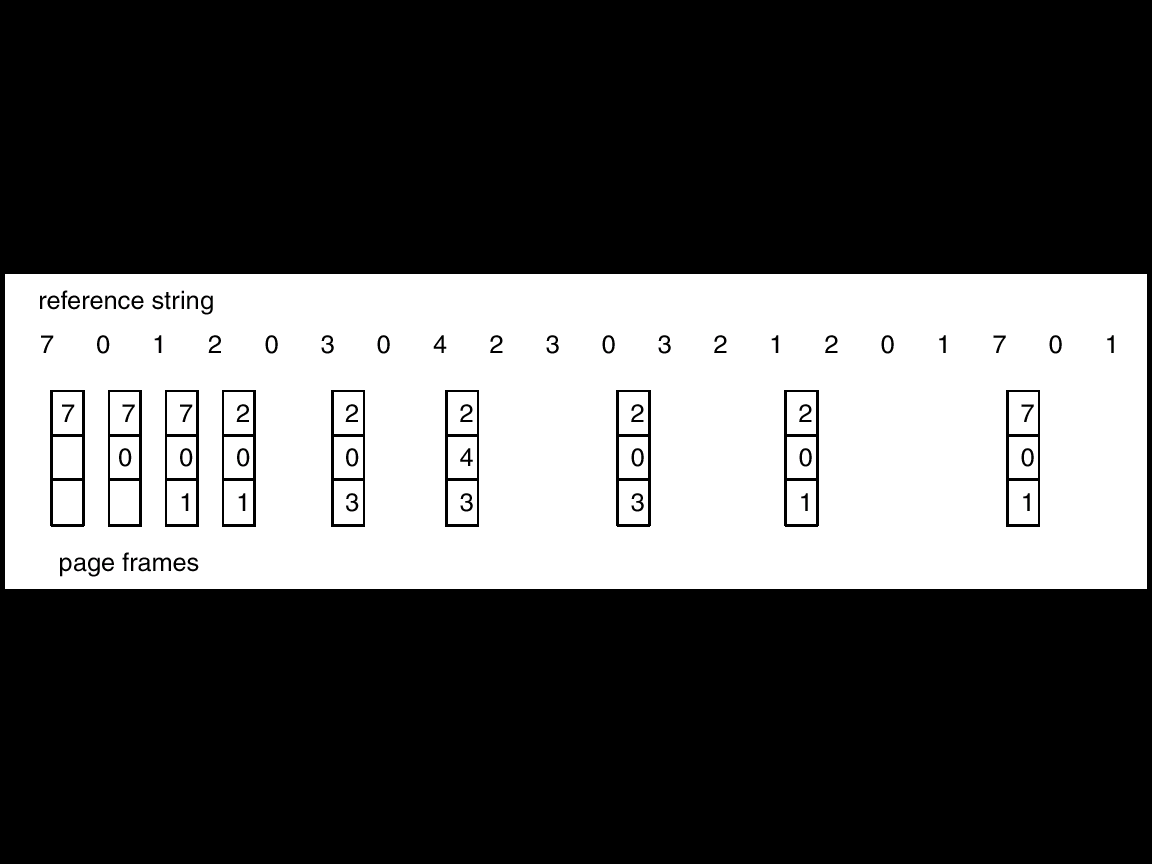 reference string
7 0 1 2 0 3 0 4 2 3 0 3 2 1 2 0 1 7 0 1
7 7 7 2 2 2 2 2 7
0 0 0 0 4 0 0 0
1 1 3 3 3 1 1
page frames